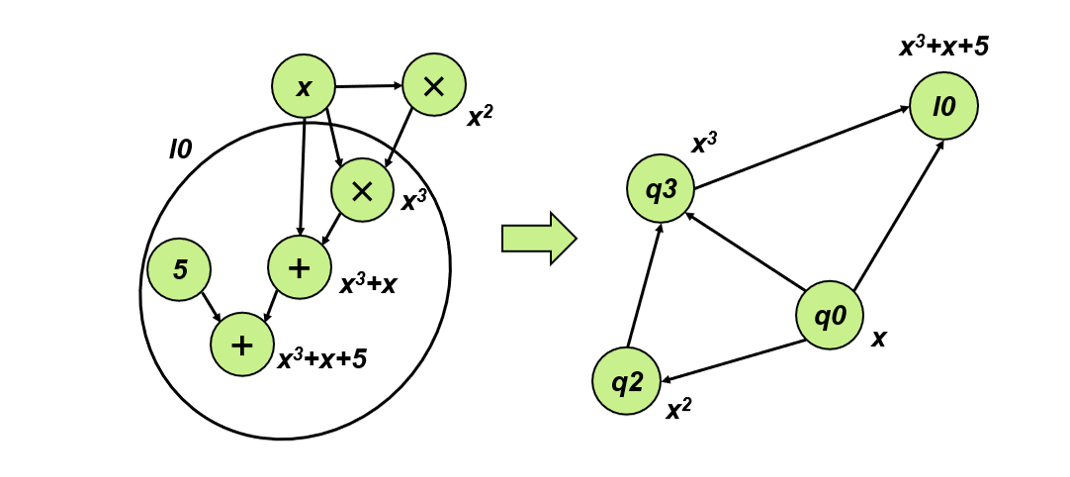 x
×
x²
l0
×
x³
5
+
x³+x
+
x³+x+5
x³+x+5
l0
x³
q3
q0
x
q2
x²